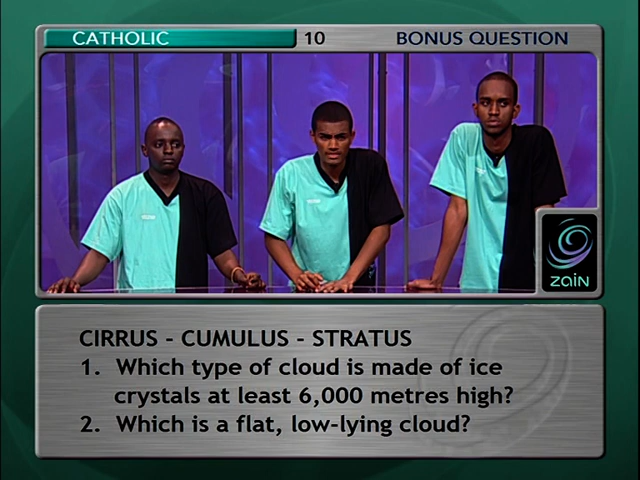 CATHOLIC 10 BONUS QUESTION
zain
CIRRUS - CUMULUS - STRATUS
1. Which type of cloud is made of ice
crystals at least 6,000 metres high?
2. Which is a flat, low-lying cloud?